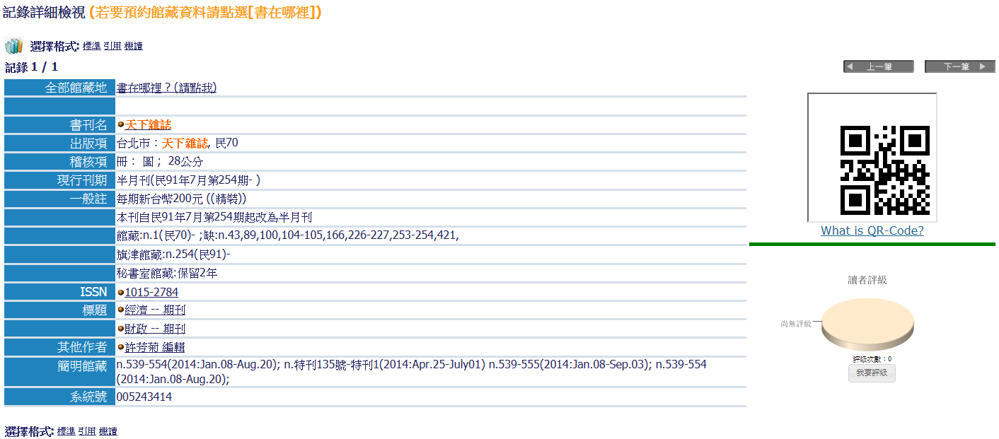 記錄詳細檢視 (若要預約館藏資料請點選[書在哪裡])
選擇格式: 標準 引用 機讀
記錄 1 / 1
上一筆 下一筆
全部館藏地 書在哪裡？(請點我)
書刊名 天下雜誌
出版項 台北市：天下雜誌, 民70
稽核項 冊： 圖； 28公分
現行刊期 半月刊(民91年7月第254期- )
一般註 每期新台幣200元 ((精裝))
本刊自民91年7月第254期起改為半月刊
館藏:n.1(民70)- ;缺:n.43,89,100,104-105,166,226-227,253-254,421,
旗津館藏:n.254(民91)-
秘書室館藏:保留2年
ISSN 1015-2784
標題 經濟 -- 期刊
財政 -- 期刊
其他作者 許芳菊 編輯
簡明館藏 n.539-554(2014:Jan.08-Aug.20); n.特刊135號-特刊1(2014:Apr.25-July01) n.539-555(2014:Jan.08-Sep.03); n.539-554
(2014:Jan.08-Aug.20);
系統號 005243414
選擇格式: 標準 引用 機讀
What is QR-Code?
讀者評級
尚無評級
評級次數：0
我要評級